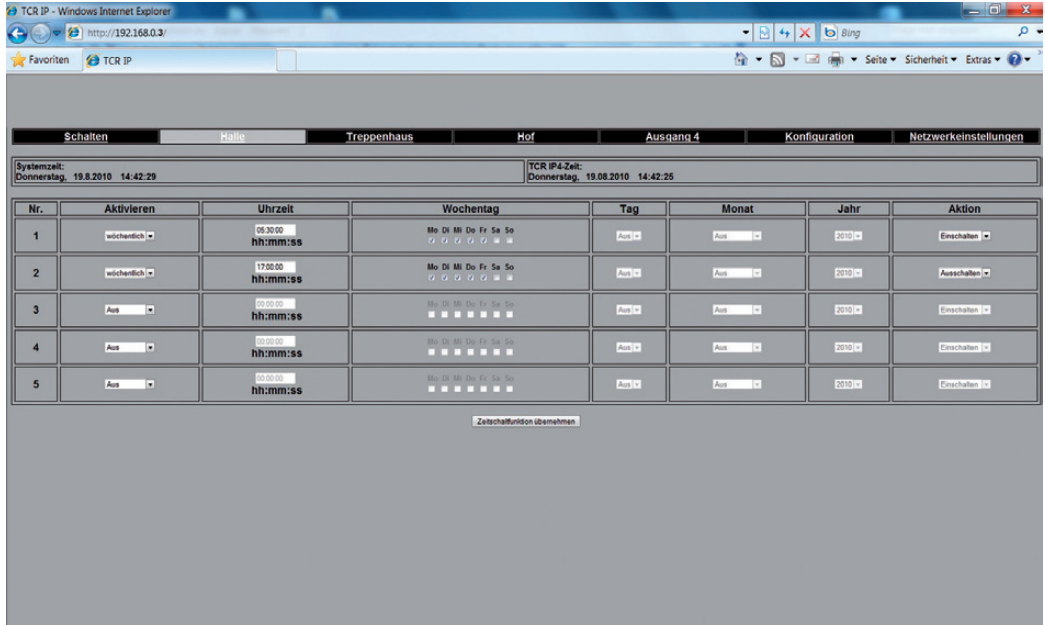 TCR IP - Windows Internet Explorer
http://192.168.0.3/
Bing
Favoriten TCR IP Seite Sicherheit Extras
Schalten Halle Treppenhaus Hof Ausgang 4 Konfiguration Netzwerkeinstellungen
Systemzeit: TCR IP4-Zeit:
Donnerstag, 19.8.2010 14:42:29 Donnerstag, 19.08.2010 14:42:25
Nr. Aktivieren Uhrzeit Wochentag Tag Monat Jahr Aktion
1 wöchentlich 05:30:00 hh:mm:ss Mo Di Mi Do Fr Sa So Aus Aus 2010 Einschalten
2 wöchentlich 17:00:00 hh:mm:ss Mo Di Mi Do Fr Sa So Aus Aus 2010 Ausschalten
3 Aus 00:00:00 hh:mm:ss Mo Di Mi Do Fr Sa So Aus Aus 2010 Einschalten
4 Aus 00:00:00 hh:mm:ss Mo Di Mi Do Fr Sa So Aus Aus 2010 Einschalten
5 Aus 00:00:00 hh:mm:ss Mo Di Mi Do Fr Sa So Aus Aus 2010 Einschalten
Zeitschaltfunktion übernehmen